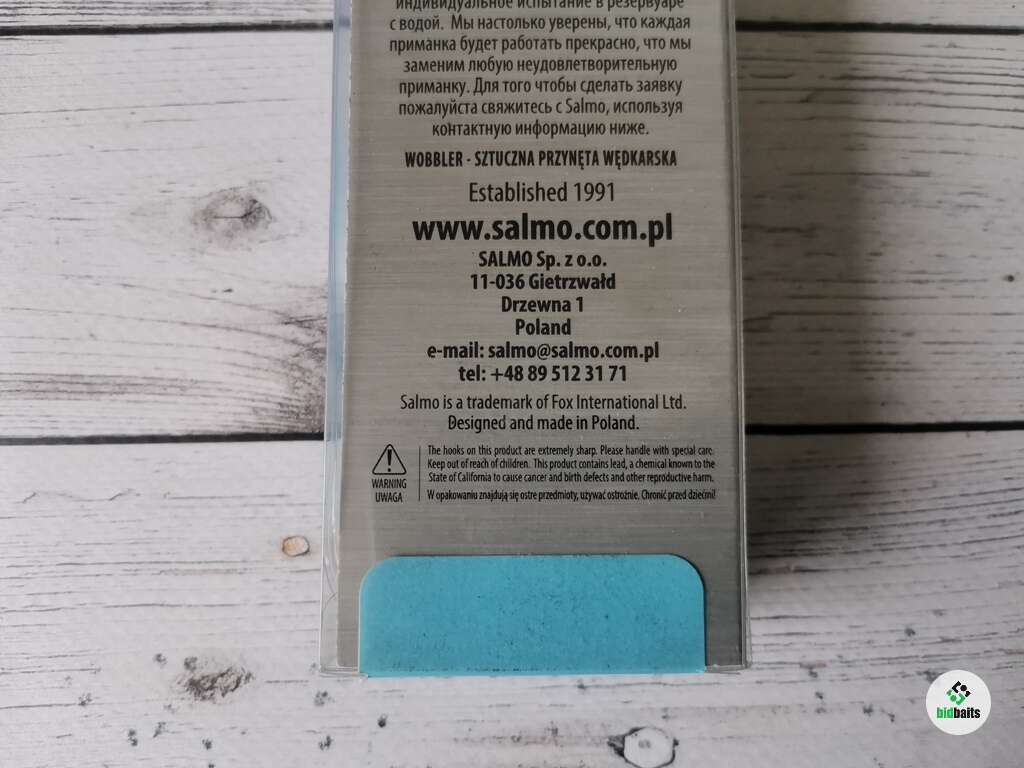 индивидуальное испытание в резервуаре
с водой. Мы настолько уверены, что каждая
приманка будет работать прекрасно, что мы
заменим любую неудовлетворительную
приманку. Для того чтобы сделать заявку
пожалуйста свяжитесь с Salmo, используя
контактную информацию ниже.
WOBBLER - SZTUCZNA PRZYNĘTA WĘDKARSKA
Established 1991
www.salmo.com.pl
SALMO Sp. z o.o.
11-036 Gietrzwałd
Drzewna 1
Poland
e-mail: salmo@salmo.com.pl
tel: +48 89 512 31 71
Salmo is a trademark of Fox International Ltd.
Designed and made in Poland.
WARNING
UWAGA
The hooks on this product are extremely sharp. Please handle with special care.
Keep out of reach of children. This product contains lead, a chemical known to the
State of California to cause cancer and birth defects and other reproductive harm.
W opakowaniu znajdują się ostre przedmioty, używać ostrożnie. Chronić przed dziećmi!
bidbaits